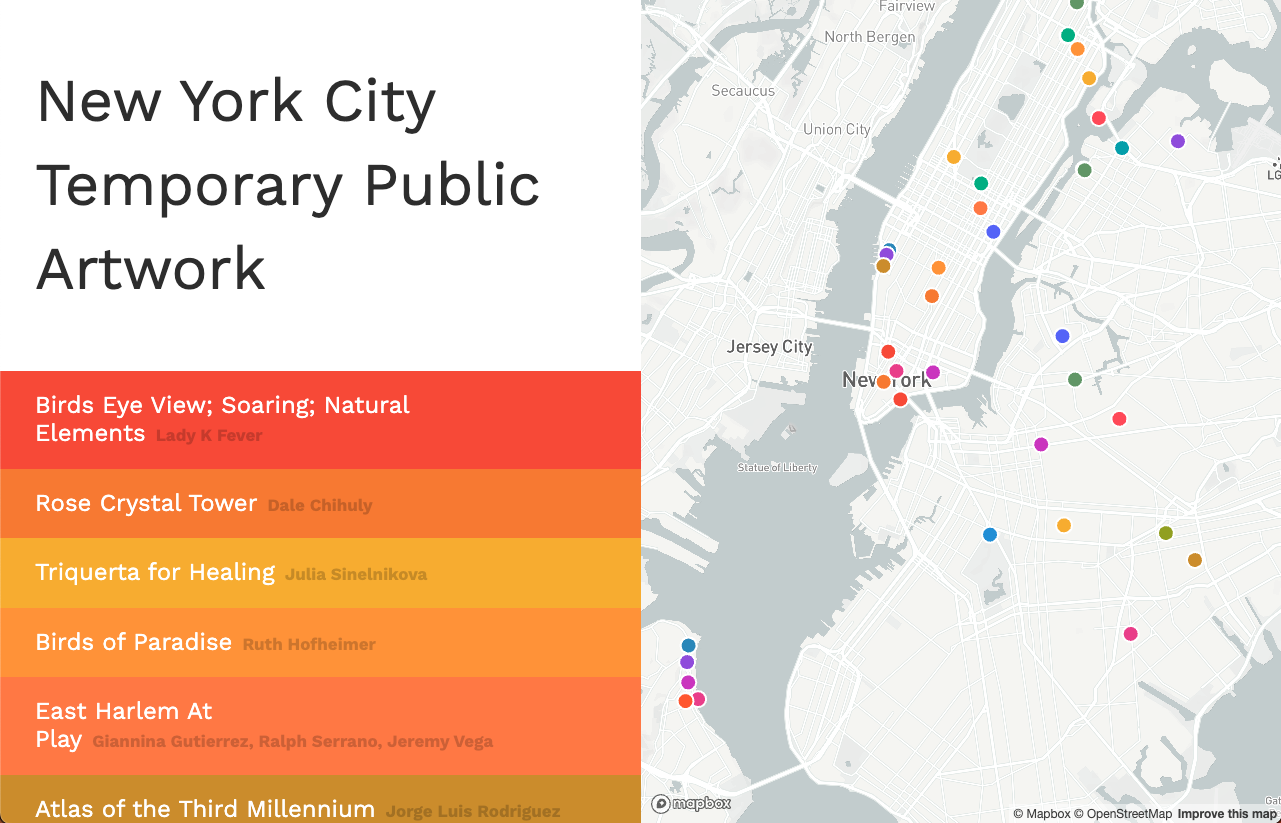 New York City
Temporary Public
Artwork
Birds Eye View; Soaring; Natural
Elements Lady K Fever
Rose Crystal Tower Dale Chihuly
Triquerta for Healing Julia Sinelnikova
Birds of Paradise Ruth Hofheimer
East Harlem At
Play Giannina Gutierrez, Ralph Serrano, Jeremy Vega
Atlas of the Third Millennium Jorge Luis Rodriguez
Fairview
North Bergen
Secaucus
Union City
LG
Jersey City
New York
Statue of Liberty
Gat
mapbox
© Mapbox © OpenStreetMap Improve this map